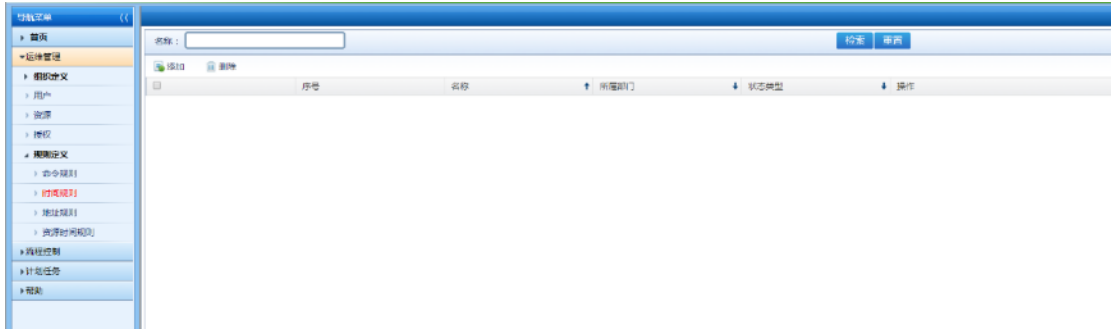 导航菜单
首页
运维管理
组织定义
用户
资源
授权
规则定义
命令规则
时间规则
地址规则
资源时间规则
流程控制
计划任务
帮助
名称：
检索 重置
添加 删除
序号 名称 所属部门 状态类型 操作